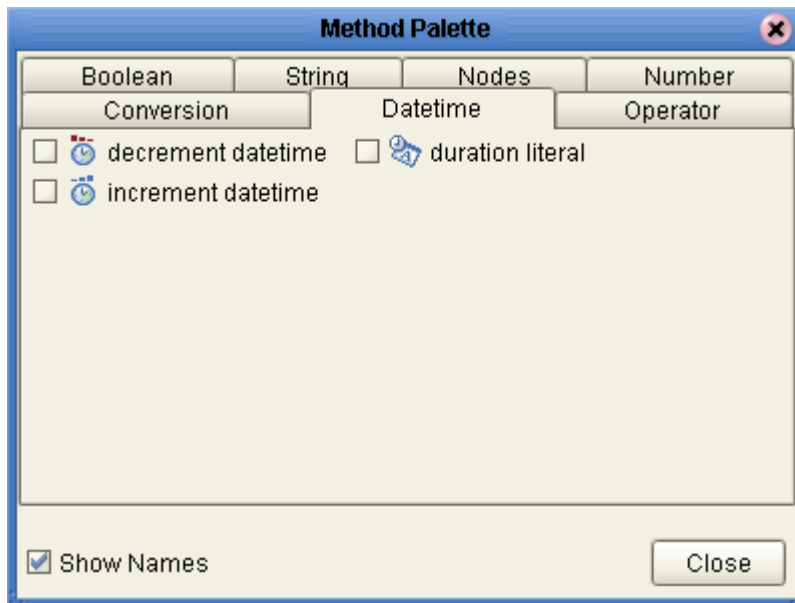 Method Palette
Boolean String Nodes Number
Conversion Datetime Operator
decrement datetime duration literal
increment datetime
Show Names Close